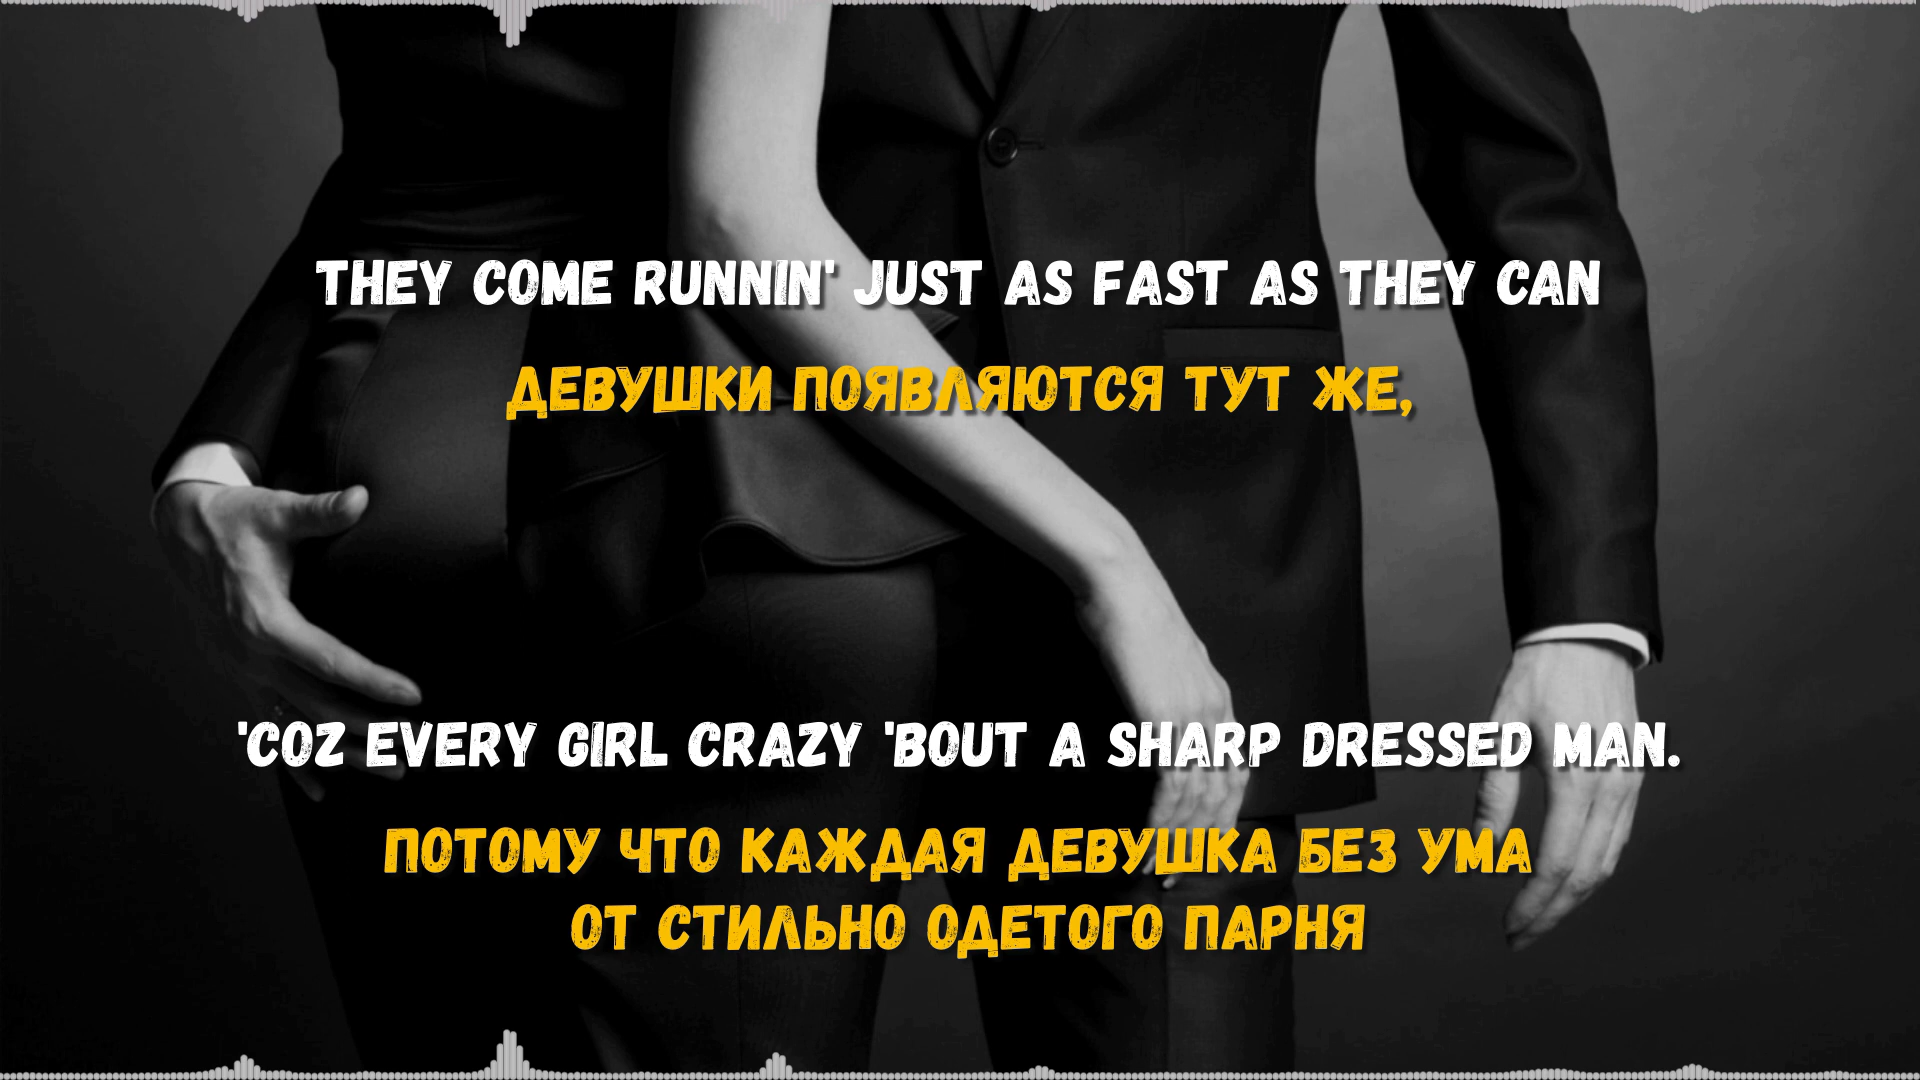 THEY COME RUNNIN' JUST AS FAST AS THEY CAN
ДЕВУШКИ ПОЯВЛЯЮТСЯ ТУТ ЖЕ,
'COZ EVERY GIRL CRAZY 'BOUT A SHARP DRESSED MAN.
ПОТОМУ ЧТО КАЖДАЯ ДЕВУШКА БЕЗ УМА
ОТ СТИЛЬНО ОДЕТОГО ПАРНЯ